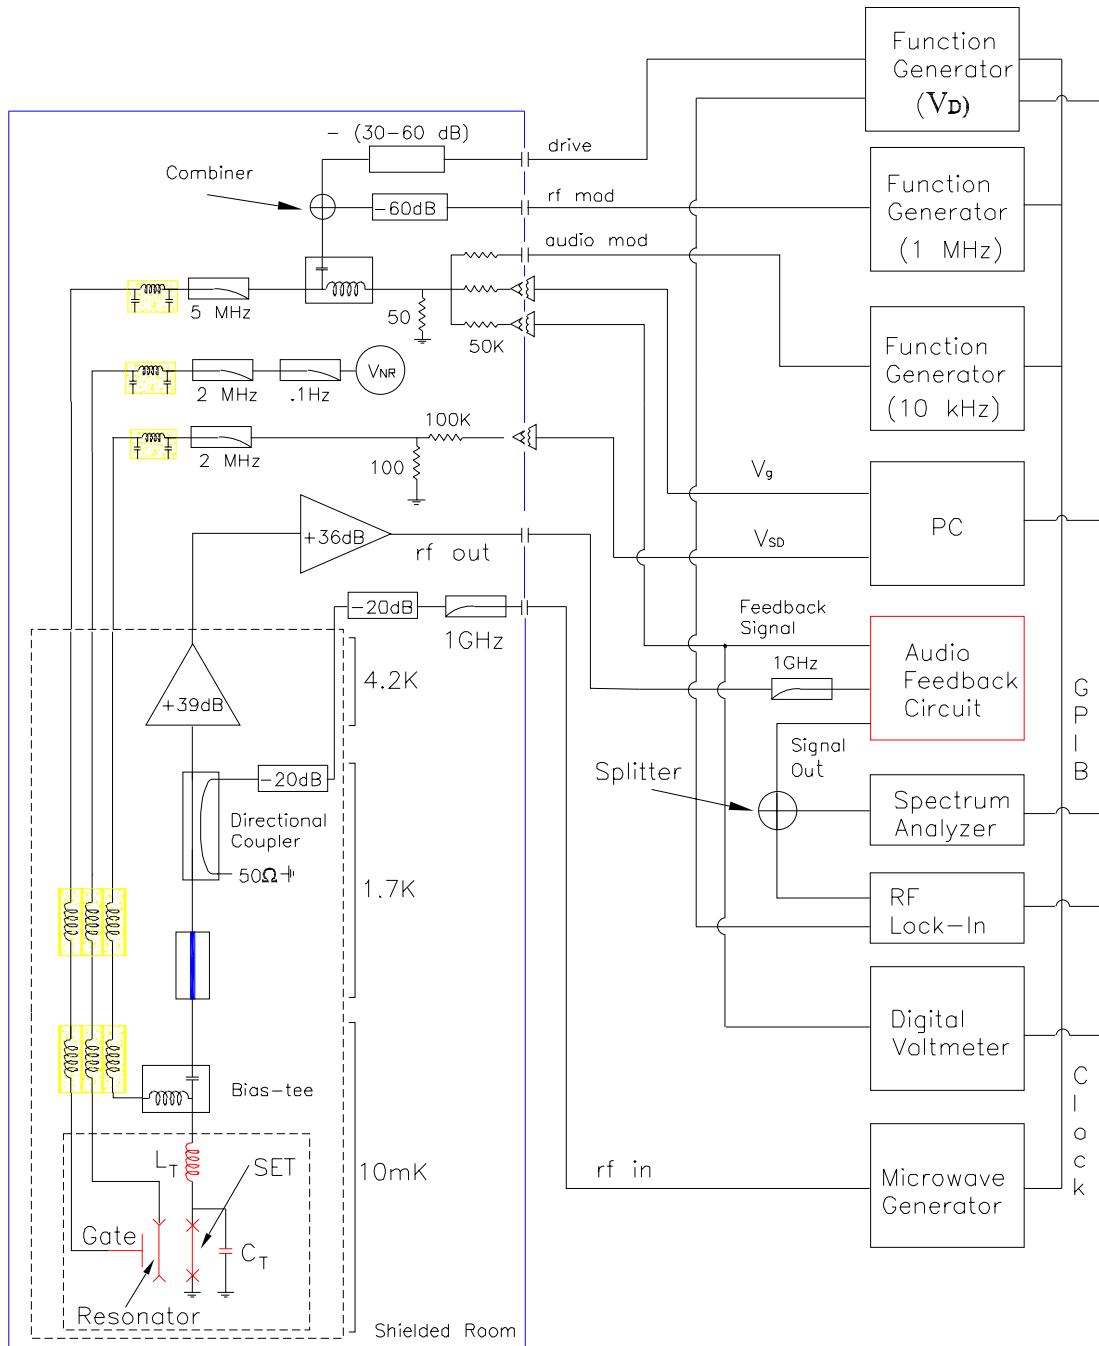 Function
Generator
(VD)
- (30-60 dB)
drive
Combiner
-60dB
rf mod
Function
Generator
(1 MHz)
audio mod
5 MHz
50
50K
Function
Generator
(10 kHz)
VNR
2 MHz
.1Hz
100K
2 MHz
100
Vg
PC
VSD
+36dB
rf out
-20dB
1GHz
Feedback
Signal
1GHz
Audio
Feedback
Circuit
4.2K
+39dB
Signal
Out
Splitter
Spectrum
Analyzer
GPIB
-20dB
Directional
Coupler
50Ω
1.7K
RF
Lock-In
Digital
Voltmeter
Bias-tee
Clock
LT
SET
10mK
rf in
Microwave
Generator
Gate
CT
Resonator
Shielded Room